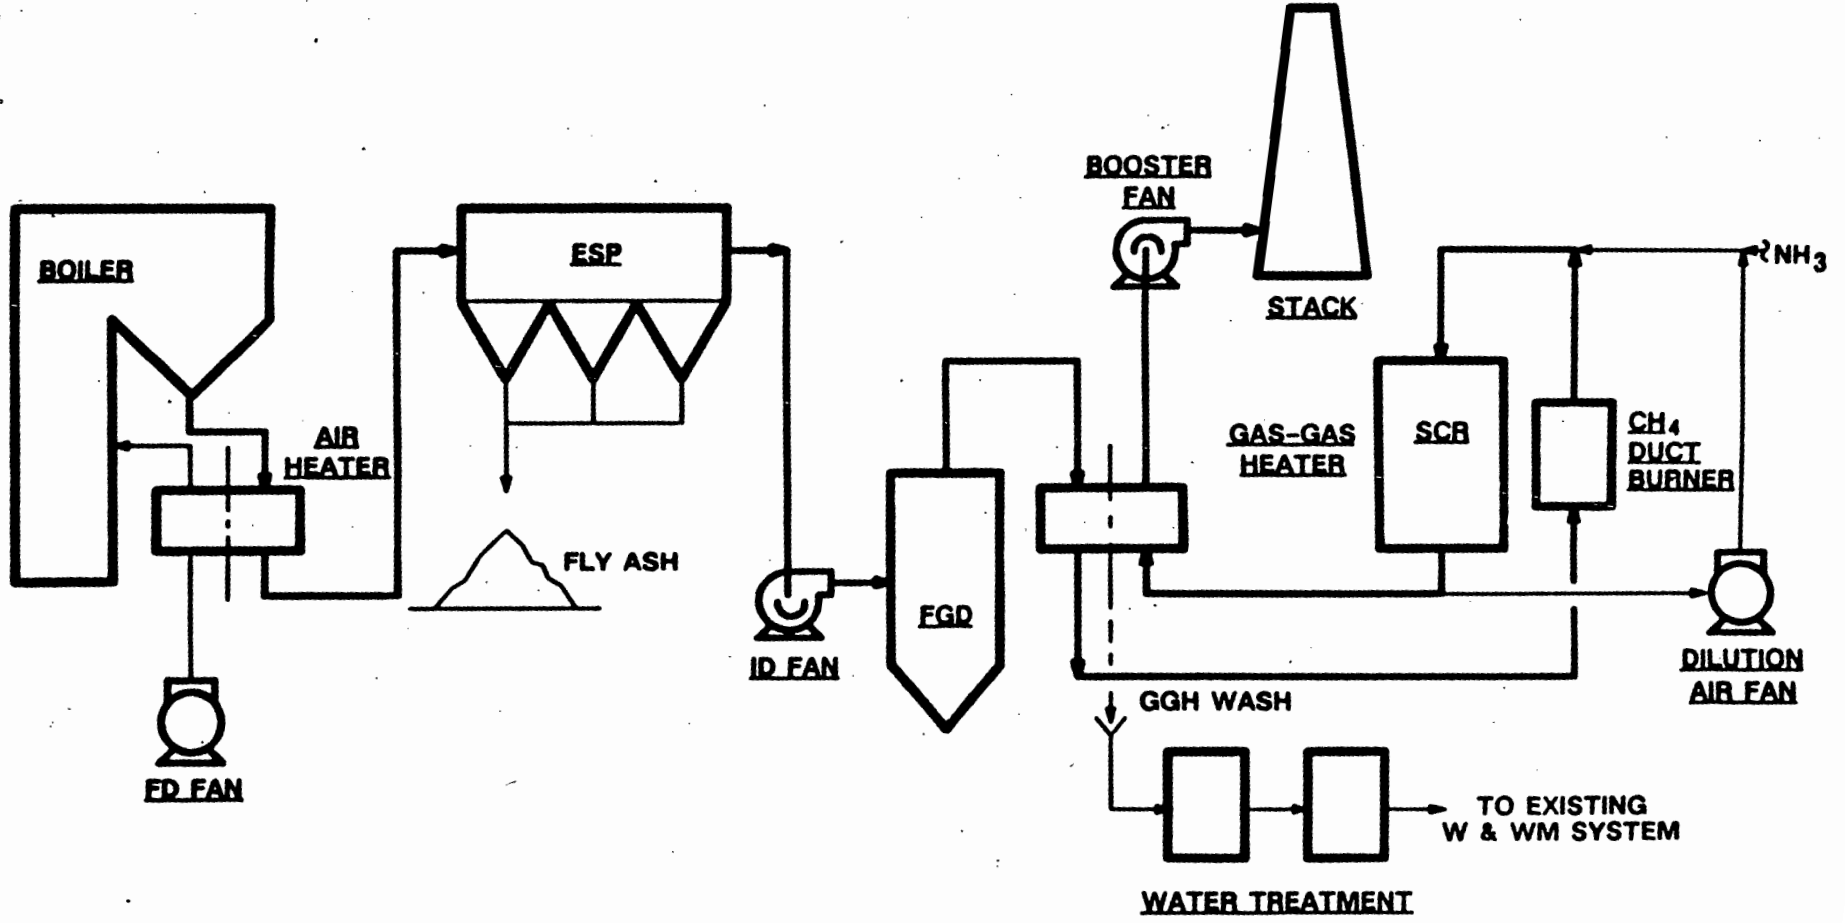 BOOSTER
FAN
BOILER
ESP
STACK
NH3
AIR
HEATER
GAS-GAS
HEATER
SCR
CH4
DUCT
BURNER
FLY ASH
FGD
ID FAN
DILUTION
AIR FAN
GGH WASH
FD FAN
TO EXISTING
W & WM SYSTEM
WATER TREATMENT